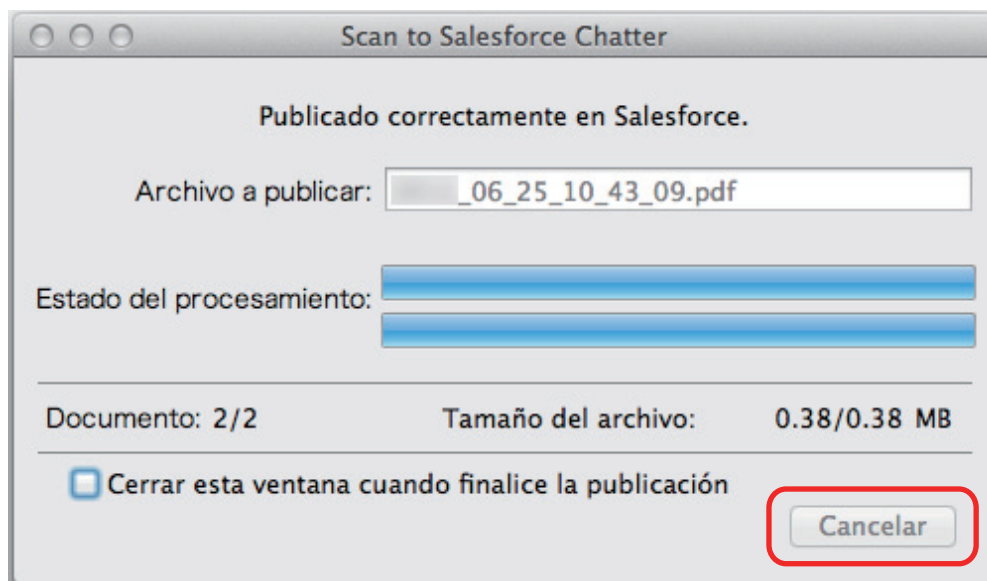 Scan to Salesforce Chatter
Publicado correctamente en Salesforce.
Archivo a publicar: _06_25_10_43_09.pdf
Estado del procesamiento:
Documento: 2/2 Tamaño del archivo: 0.38/0.38 MB
Cerrar esta ventana cuando finalice la publicación
Cancelar